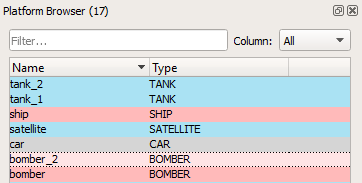 Platform Browser (17)
Filter... Column: All
Name Type
tank_2 TANK
tank_1 TANK
ship SHIP
satellite SATELLITE
car CAR
bomber_2 BOMBER
bomber BOMBER